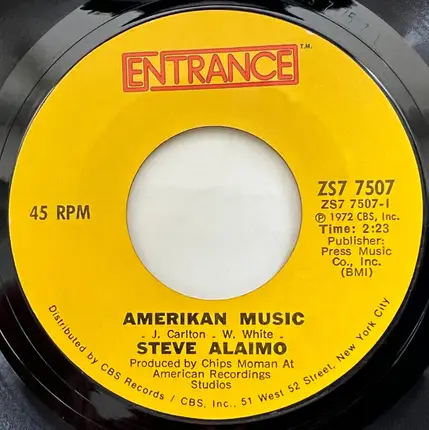 ENTRANCE T.M.
45 RPM
ZS7 7507
ZS7 7507-1
Ⓟ 1972 CBS, Inc.
Time: 2:23
Publisher:
Press Music
Co., Inc.
(BMI)
AMERIKAN MUSIC
. J. Carlton . W. White .
STEVE ALAIMO
Produced by Chips Moman At
American Recordings
Studios
Distributed by CBS Records / CBS, Inc., 51 West 52 Street, New York City